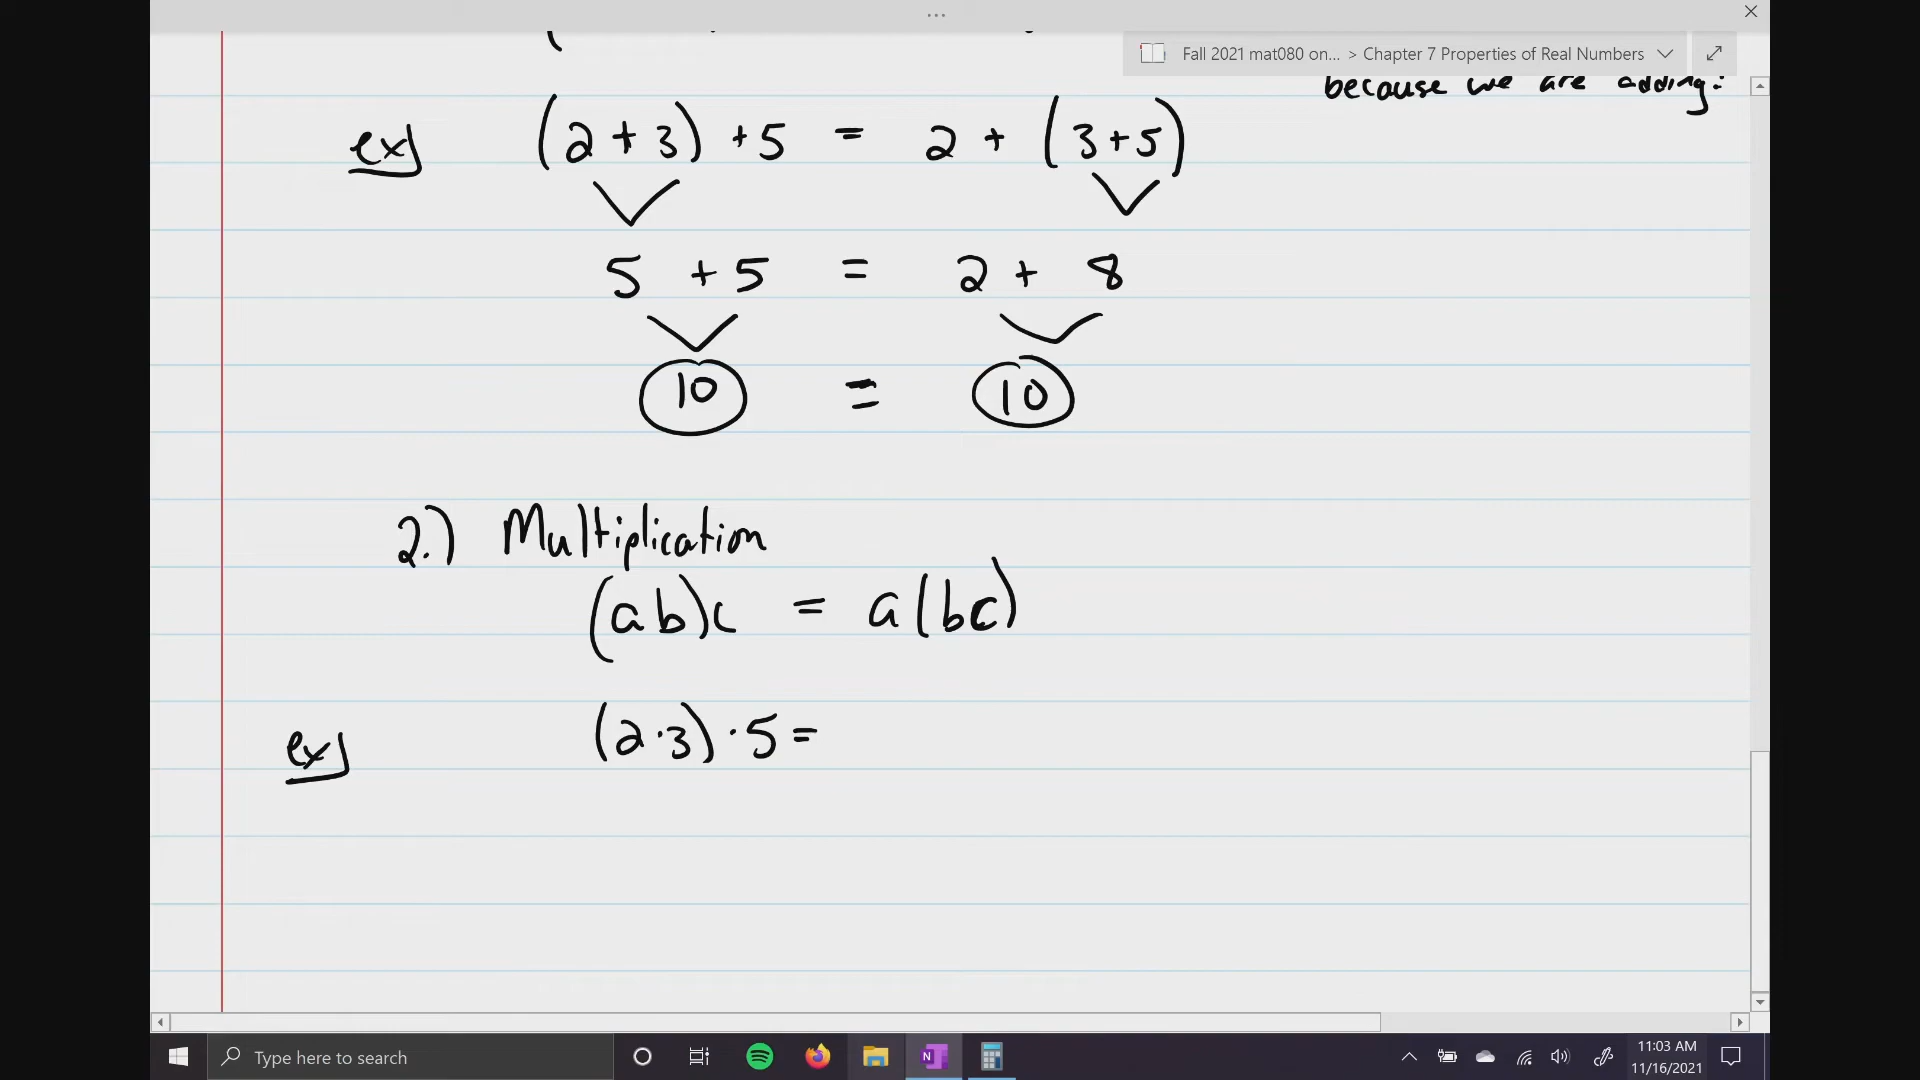 ...
Fall 2021 mat080 on... > Chapter 7 Properties of Real Numbers
because we are adding.
ex) (2 + 3) + 5 = 2 + (3 + 5)
5 + 5 = 2 + 8
10 = 10
2.) Multiplication
(ab)c = a(bc)
ex) (2·3)·5=
Type here to search
N
11:03 AM
11/16/2021